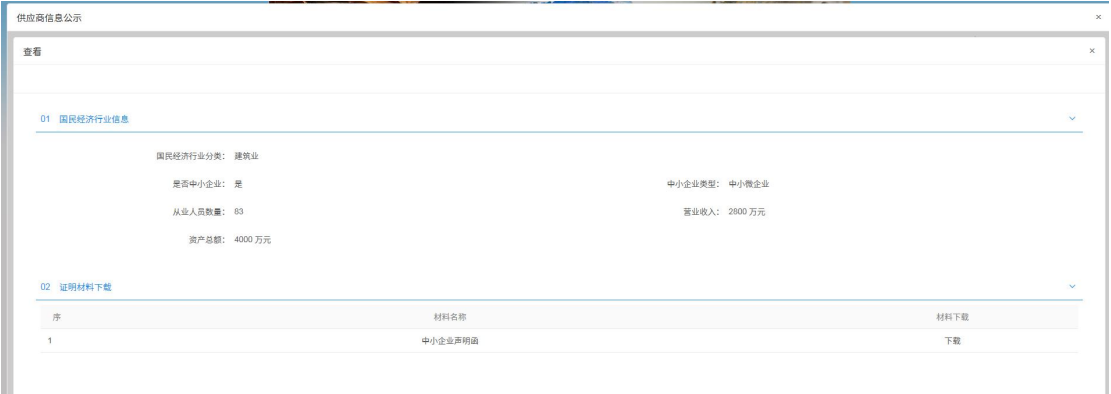 供应商信息公示 ×
查看 ×
01 国民经济行业信息
国民经济行业分类： 建筑业
是否中小企业： 是 中小企业类型： 中小微企业
从业人员数量： 83 营业收入： 2800 万元
资产总额： 4000 万元
02 证明材料下载
序 材料名称 材料下载
1 中小企业声明函 下载